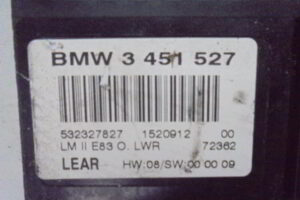 BMW 3 451 527
532327827 1520912 00
LM II E83 O. LWR 72362
LEAR HW:08/SW:00 00 09